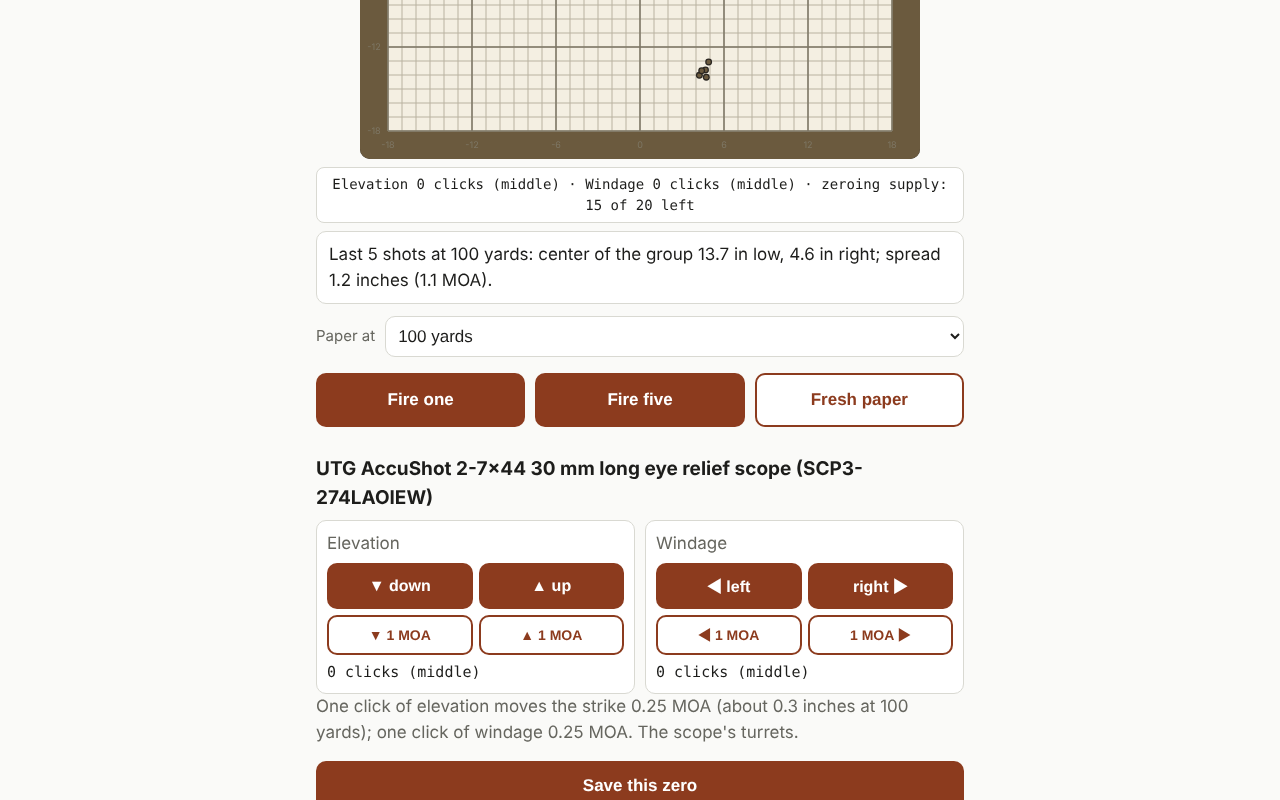 -12
-18
-18 -12 -6 0 6 12 18
Elevation 0 clicks (middle) · Windage 0 clicks (middle) · zeroing supply:
15 of 20 left
Last 5 shots at 100 yards: center of the group 13.7 in low, 4.6 in right; spread
1.2 inches (1.1 MOA).
Paper at 100 yards
Fire one Fire five Fresh paper
UTG AccuShot 2-7×44 30 mm long eye relief scope (SCP3-
274LAOIEW)
Elevation Windage
▼ down ▲ up ◀ left right ▶
▼ 1 MOA ▲ 1 MOA ◀ 1 MOA 1 MOA ▶
0 clicks (middle) 0 clicks (middle)
One click of elevation moves the strike 0.25 MOA (about 0.3 inches at 100
yards); one click of windage 0.25 MOA. The scope's turrets.
Save this zero